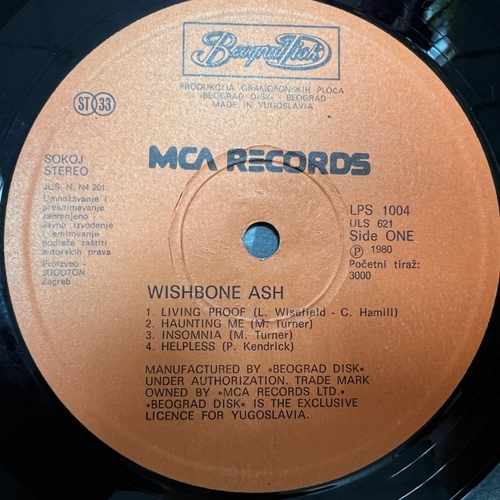 Beograd Disk
PRODUKCIJA GRAMOFONSKIH PLOČA
»BEOGRAD DISK« - BEOGRAD
MADE IN YUGOSLAVIA
ST 33
MCA RECORDS
SOKOJ
STEREO
JUS. N. N4 201
Umnožavanje i
presnimavanje
zabranjeno
Javno izvođenje
i emitovanje
podleže zaštiti
autorskih prava
Proizveo -
JUGOTON
Zagreb
LPS 1004
ULS 621
Side ONE
Ⓟ 1980
Početni tiraž:
3000
WISHBONE ASH
1. LIVING PROOF (L. Wisefield - C. Hamill)
2. HAUNTING ME (M. Turner)
3. INSOMNIA (M. Turner)
4. HELPLESS (P. Kendrick)
MANUFACTURED BY »BEOGRAD DISK«
UNDER AUTHORIZATION. TRADE MARK
OWNED BY »MCA RECORDS LTD.«
»BEOGRAD DISK« IS THE EXCLUSIVE
LICENCE FOR YUGOSLAVIA.